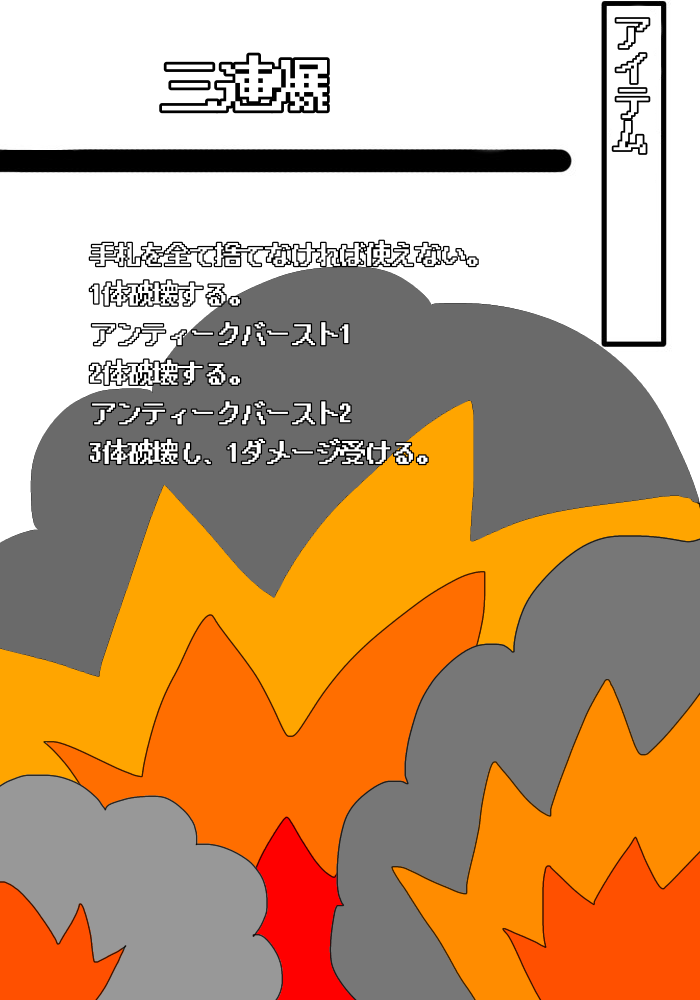 三連爆
アイテム
手札を全て捨てなければ使えない。
1体破壊する。
アンティークバースト1
2体破壊する。
アンティークバースト2
3体破壊し、1ダメージ受ける。